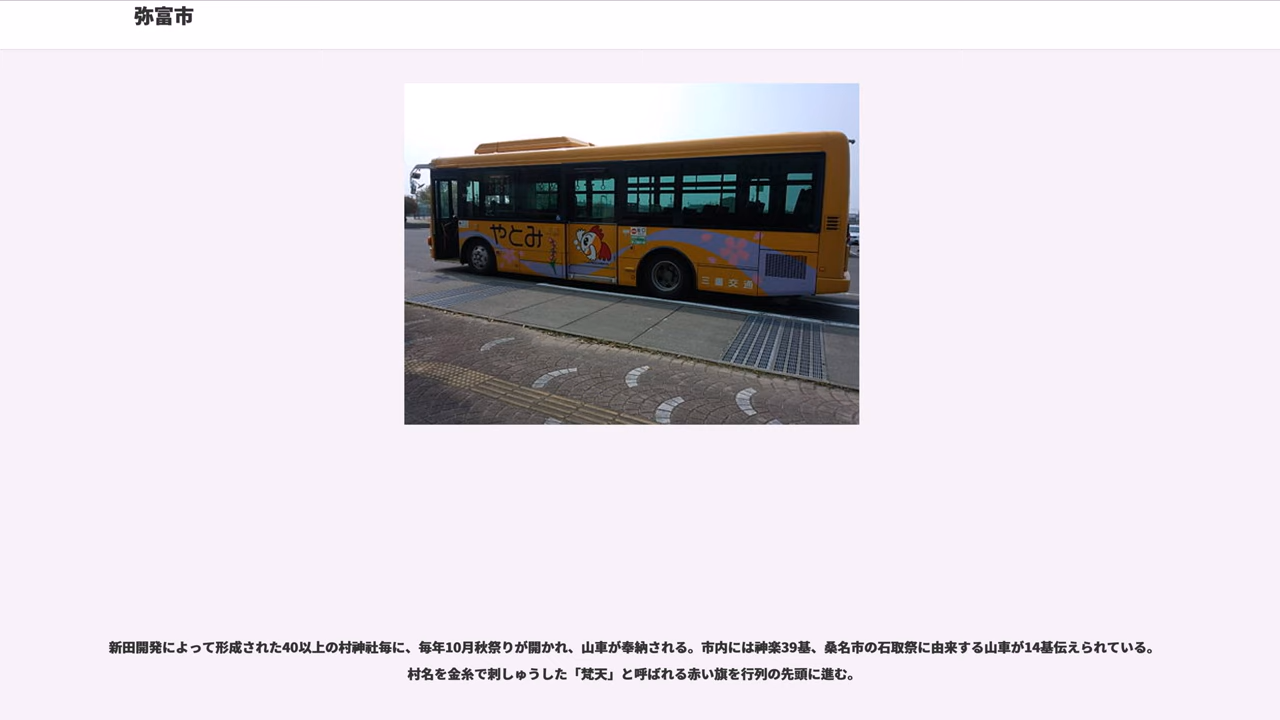 弥富市
やとみ
三重交通
新田開発によって形成された40以上の村神社毎に、毎年10月秋祭りが開かれ、山車が奉納される。市内には神楽39基、桑名市の石取祭に由来する山車が14基伝えられている。
村名を金糸で刺しゅうした「梵天」と呼ばれる赤い旗を行列の先頭に進む。